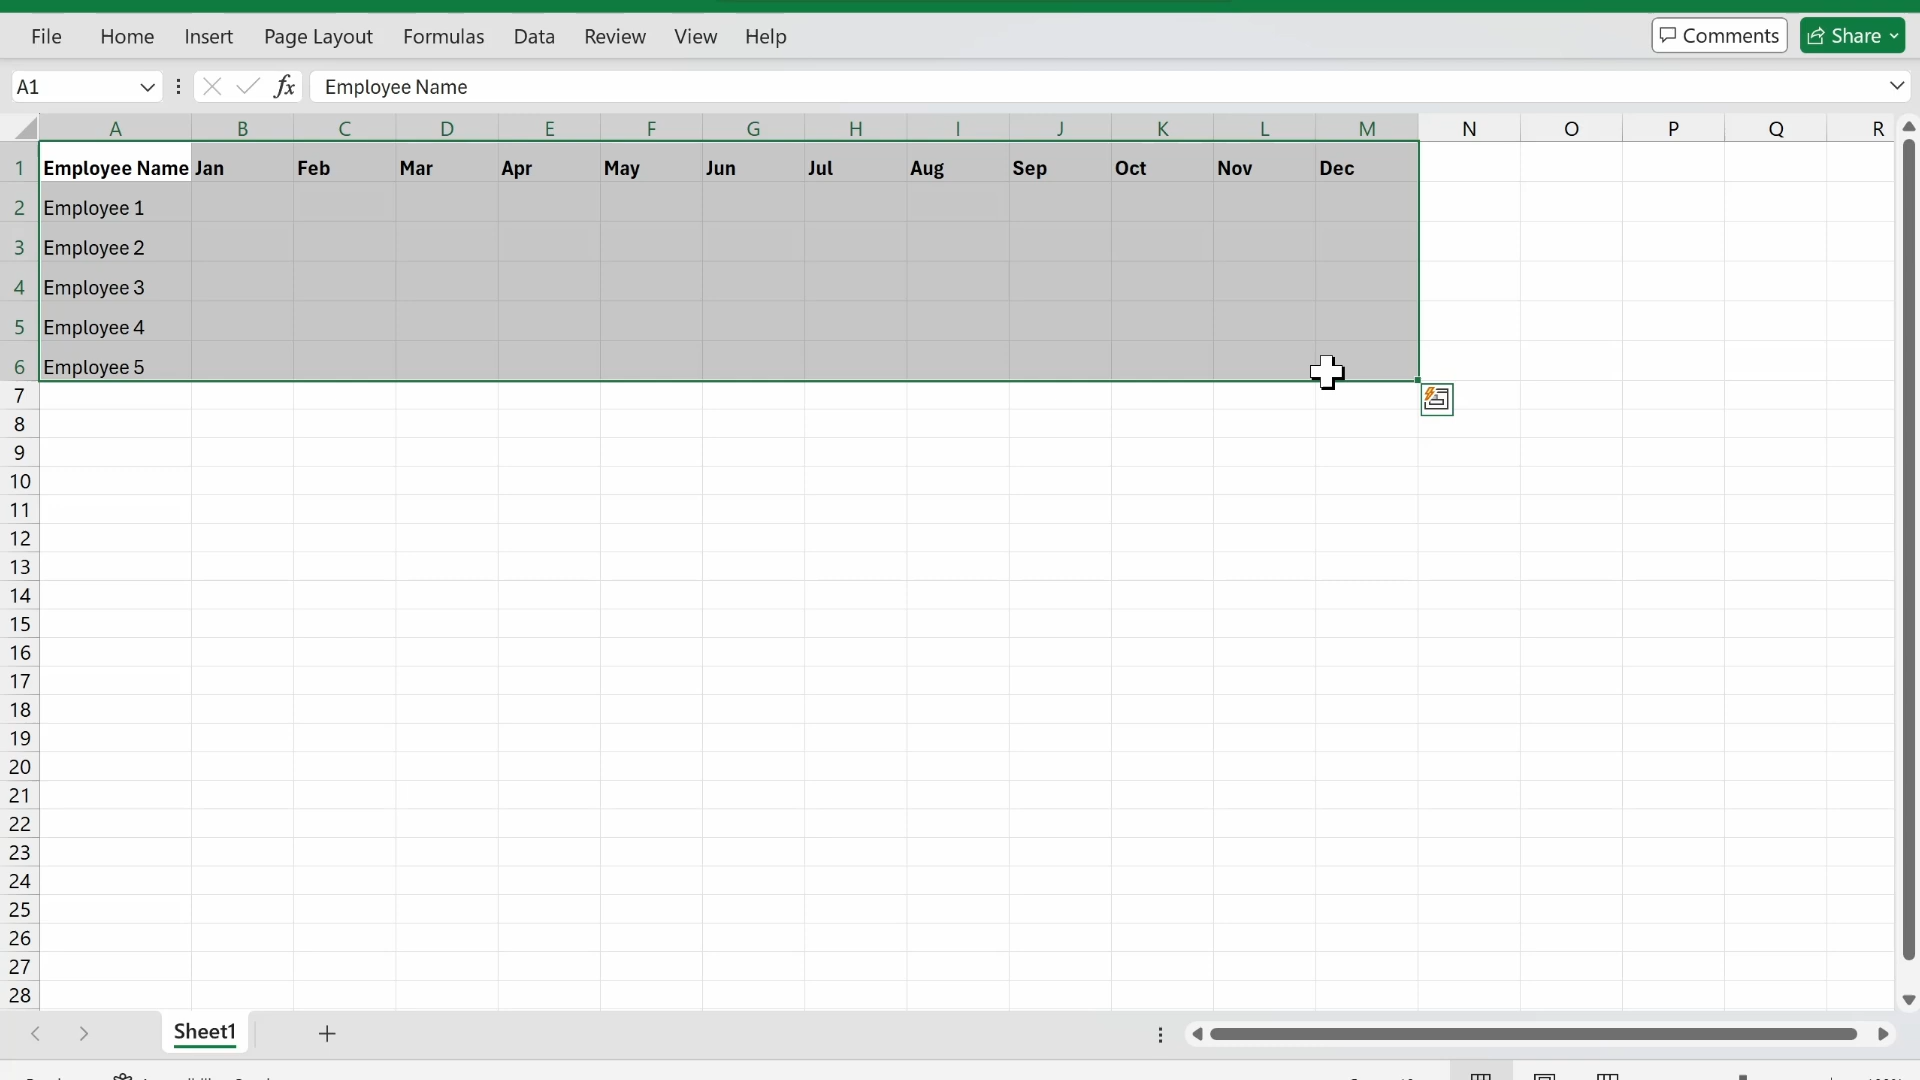 File Home Insert Page Layout Formulas Data Review View Help Comments Share
A1 fx Employee Name
A B C D E F G H I J K L M N O P Q R
1 Employee Name Jan Feb Mar Apr May Jun Jul Aug Sep Oct Nov Dec
2 Employee 1
3 Employee 2
4 Employee 3
5 Employee 4
6 Employee 5
7
8
9
10
11
12
13
14
15
16
17
18
19
20
21
22
23
24
25
26
27
28
Sheet1